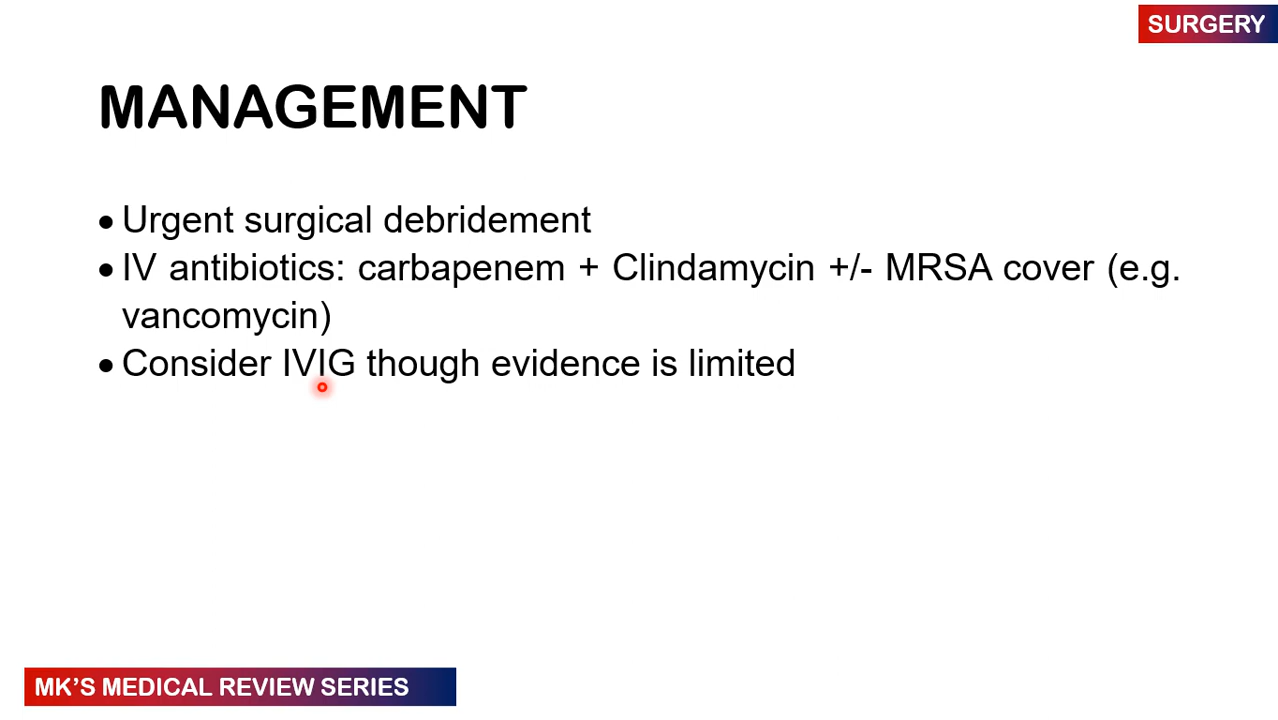 SURGERY
MANAGEMENT
• Urgent surgical debridement
• IV antibiotics: carbapenem + Clindamycin +/- MRSA cover (e.g.
vancomycin)
• Consider IVIG though evidence is limited
MK’S MEDICAL REVIEW SERIES